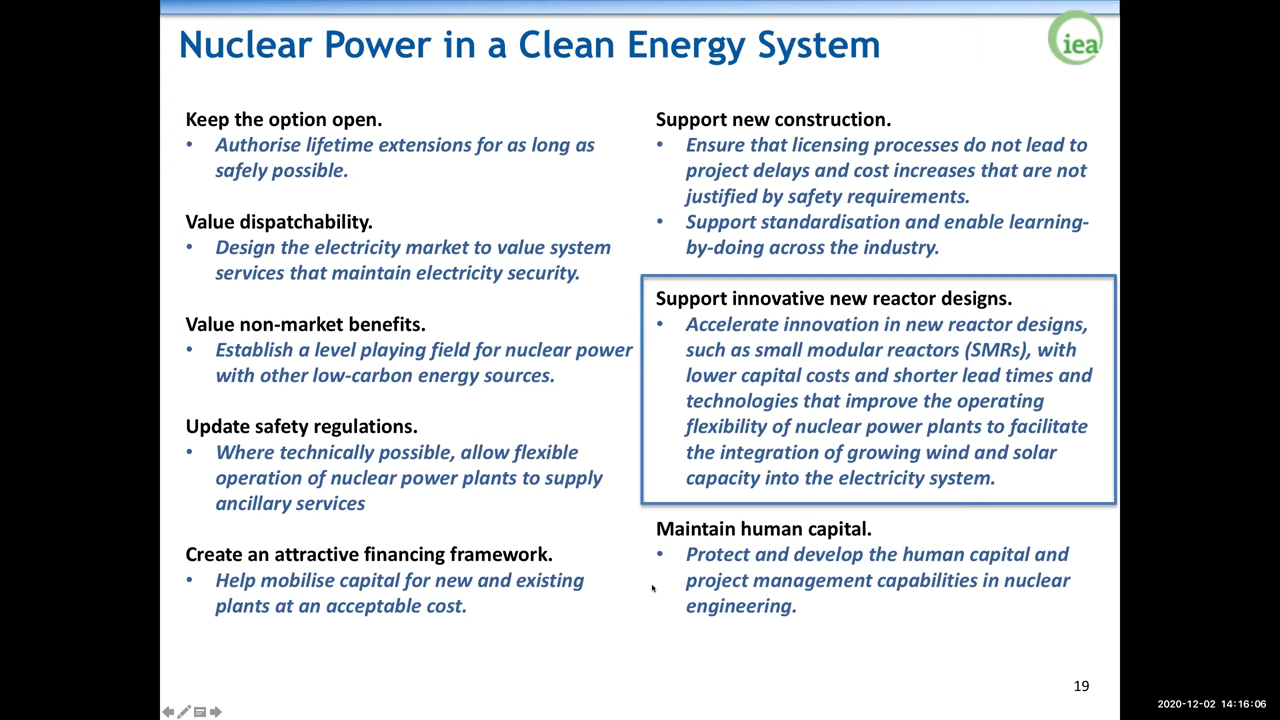 Nuclear Power in a Clean Energy System
iea
Keep the option open.
• Authorise lifetime extensions for as long as
safely possible.
Value dispatchability.
• Design the electricity market to value system
services that maintain electricity security.
Value non-market benefits.
• Establish a level playing field for nuclear power
with other low-carbon energy sources.
Update safety regulations.
• Where technically possible, allow flexible
operation of nuclear power plants to supply
ancillary services
Create an attractive financing framework.
• Help mobilise capital for new and existing
plants at an acceptable cost.
Support new construction.
• Ensure that licensing processes do not lead to
project delays and cost increases that are not
justified by safety requirements.
• Support standardisation and enable learning-
by-doing across the industry.
Support innovative new reactor designs.
• Accelerate innovation in new reactor designs,
such as small modular reactors (SMRs), with
lower capital costs and shorter lead times and
technologies that improve the operating
flexibility of nuclear power plants to facilitate
the integration of growing wind and solar
capacity into the electricity system.
Maintain human capital.
• Protect and develop the human capital and
project management capabilities in nuclear
engineering.
19
2020-12-02 14:16:06